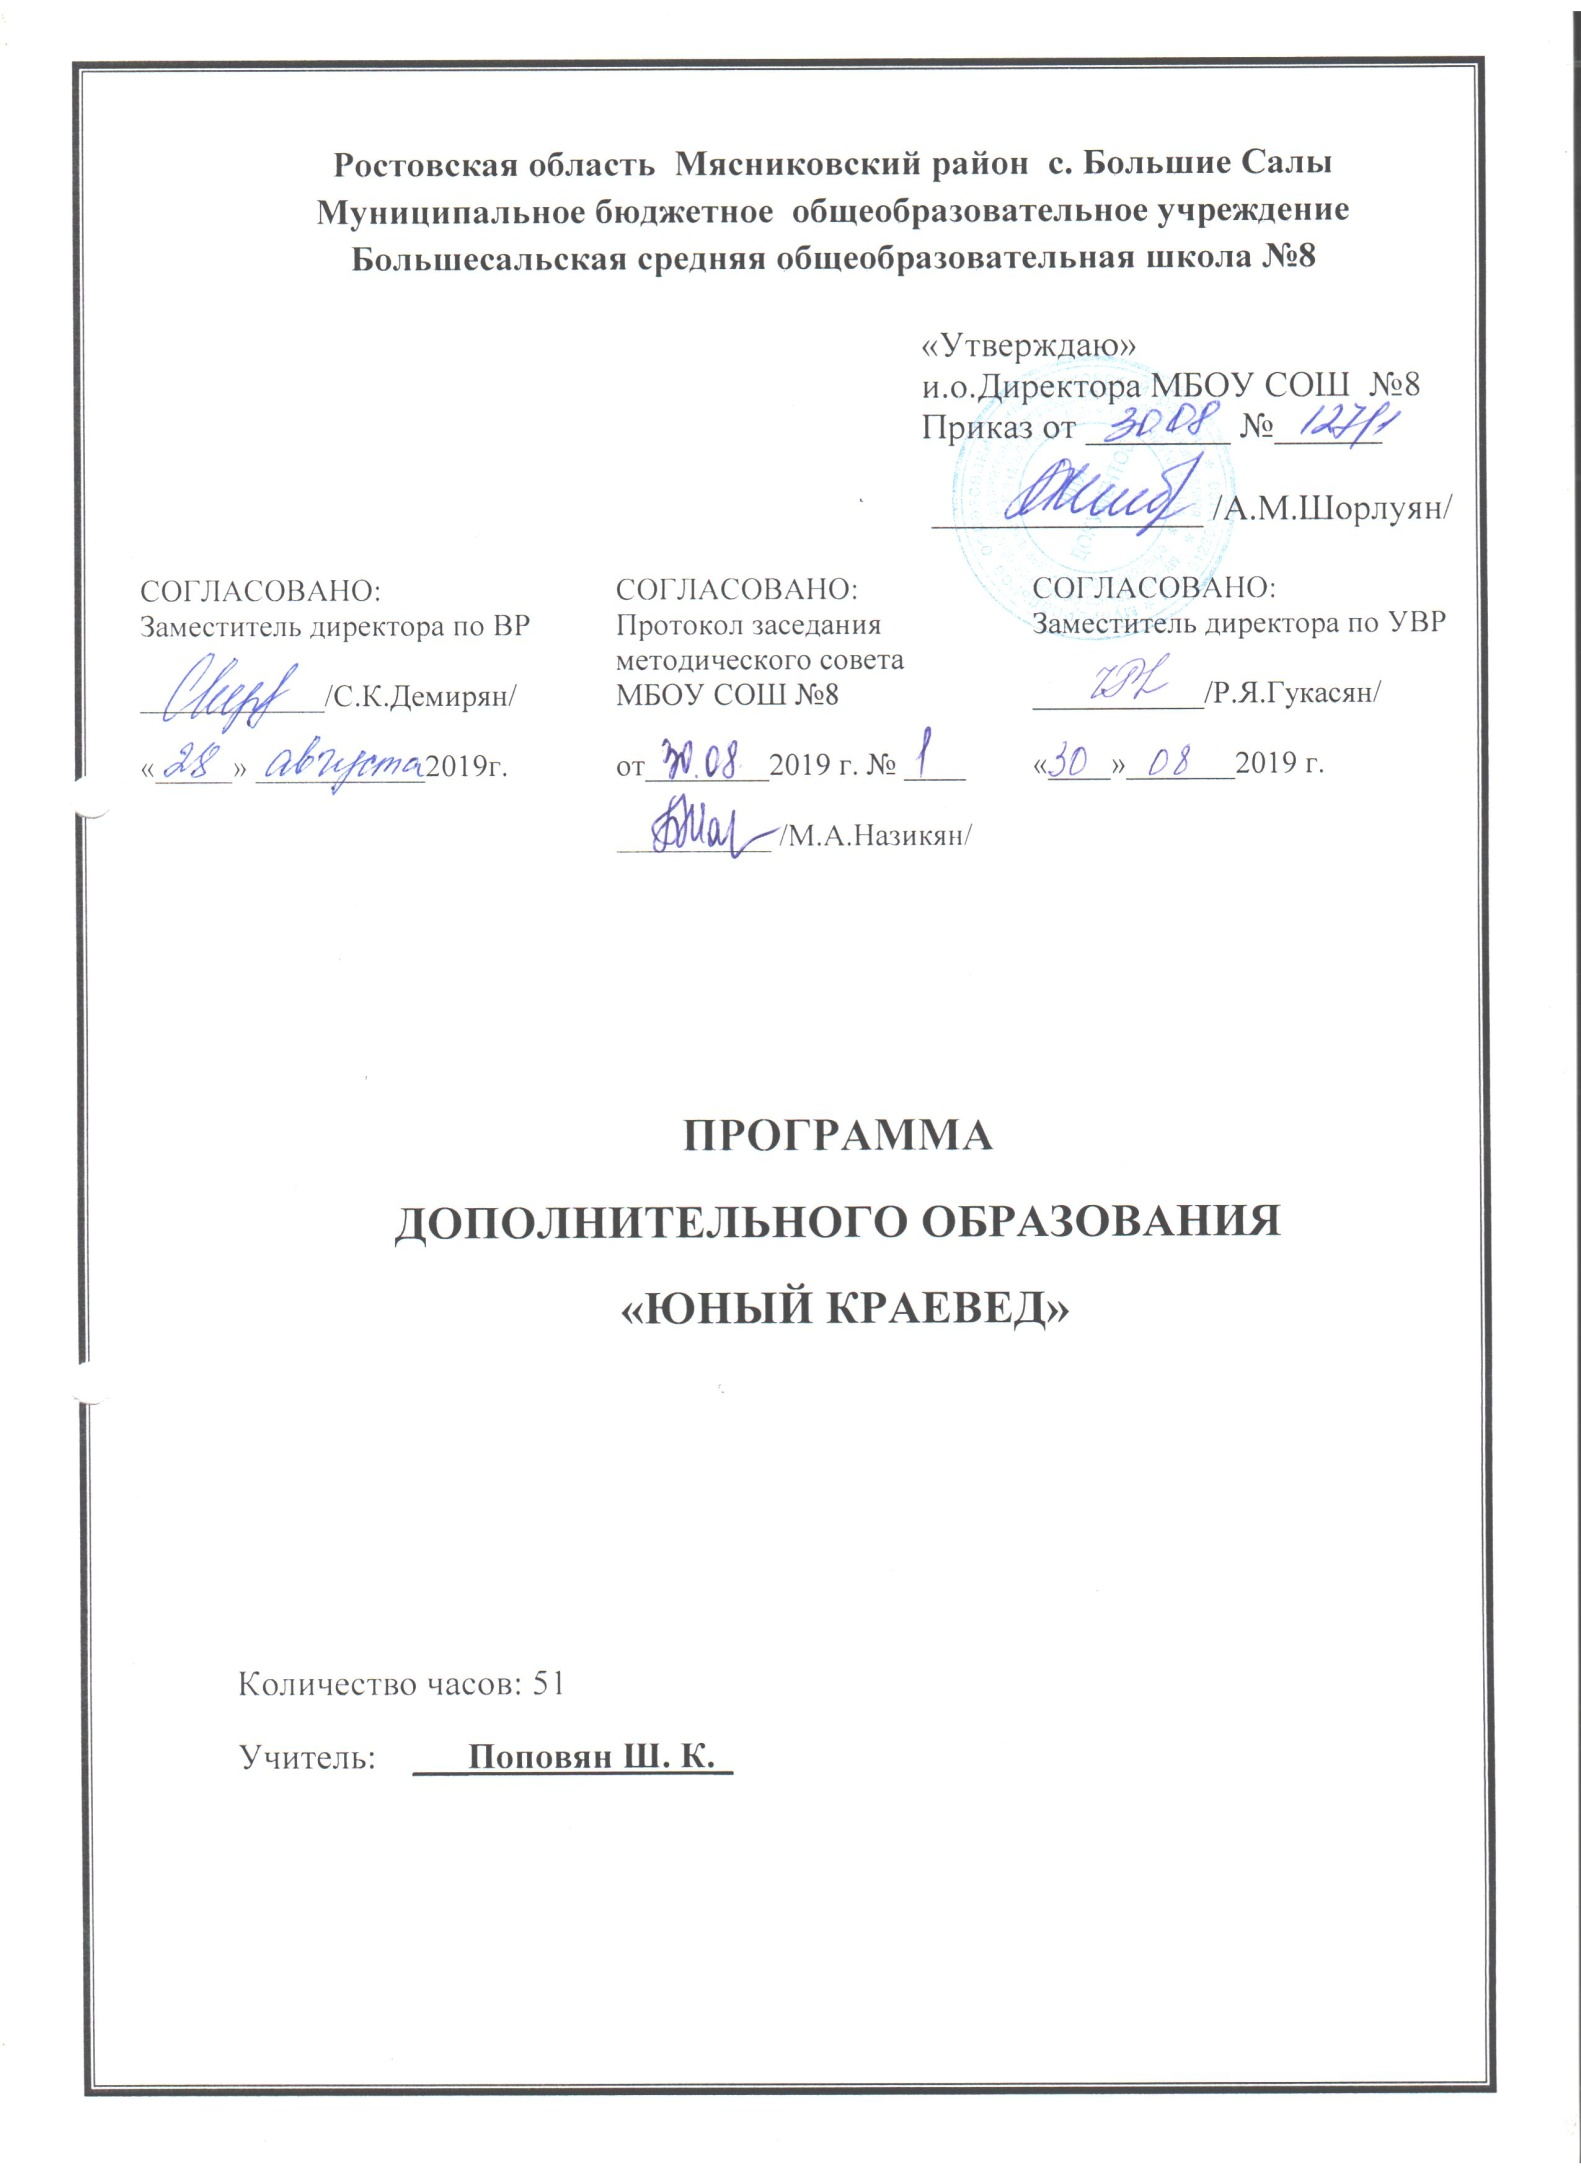 Ростовская область Мясниковский район с. Большие Салы
Муниципальное бюджетное общеобразовательное учреждение
Большесальская средняя общеобразовательная школа №8
«Утверждаю»
и.о.Директора МБОУ СОШ №8
Приказ от 30.08 № 127/1
/А.М.Шорлуян/
СОГЛАСОВАНО:
Заместитель директора по ВР
/С.К.Демирян/
«28» августа 2019г.
СОГЛАСОВАНО:
Протокол заседания
методического совета
МБОУ СОШ №8
от 30.08 2019 г. № 1
/М.А.Назикян/
СОГЛАСОВАНО:
Заместитель директора по УВР
/Р.Я.Гукасян/
«30» 08 2019 г.
ПРОГРАММА
ДОПОЛНИТЕЛЬНОГО ОБРАЗОВАНИЯ
«ЮНЫЙ КРАЕВЕД»
Количество часов: 51
Учитель: Поповян Ш. К.